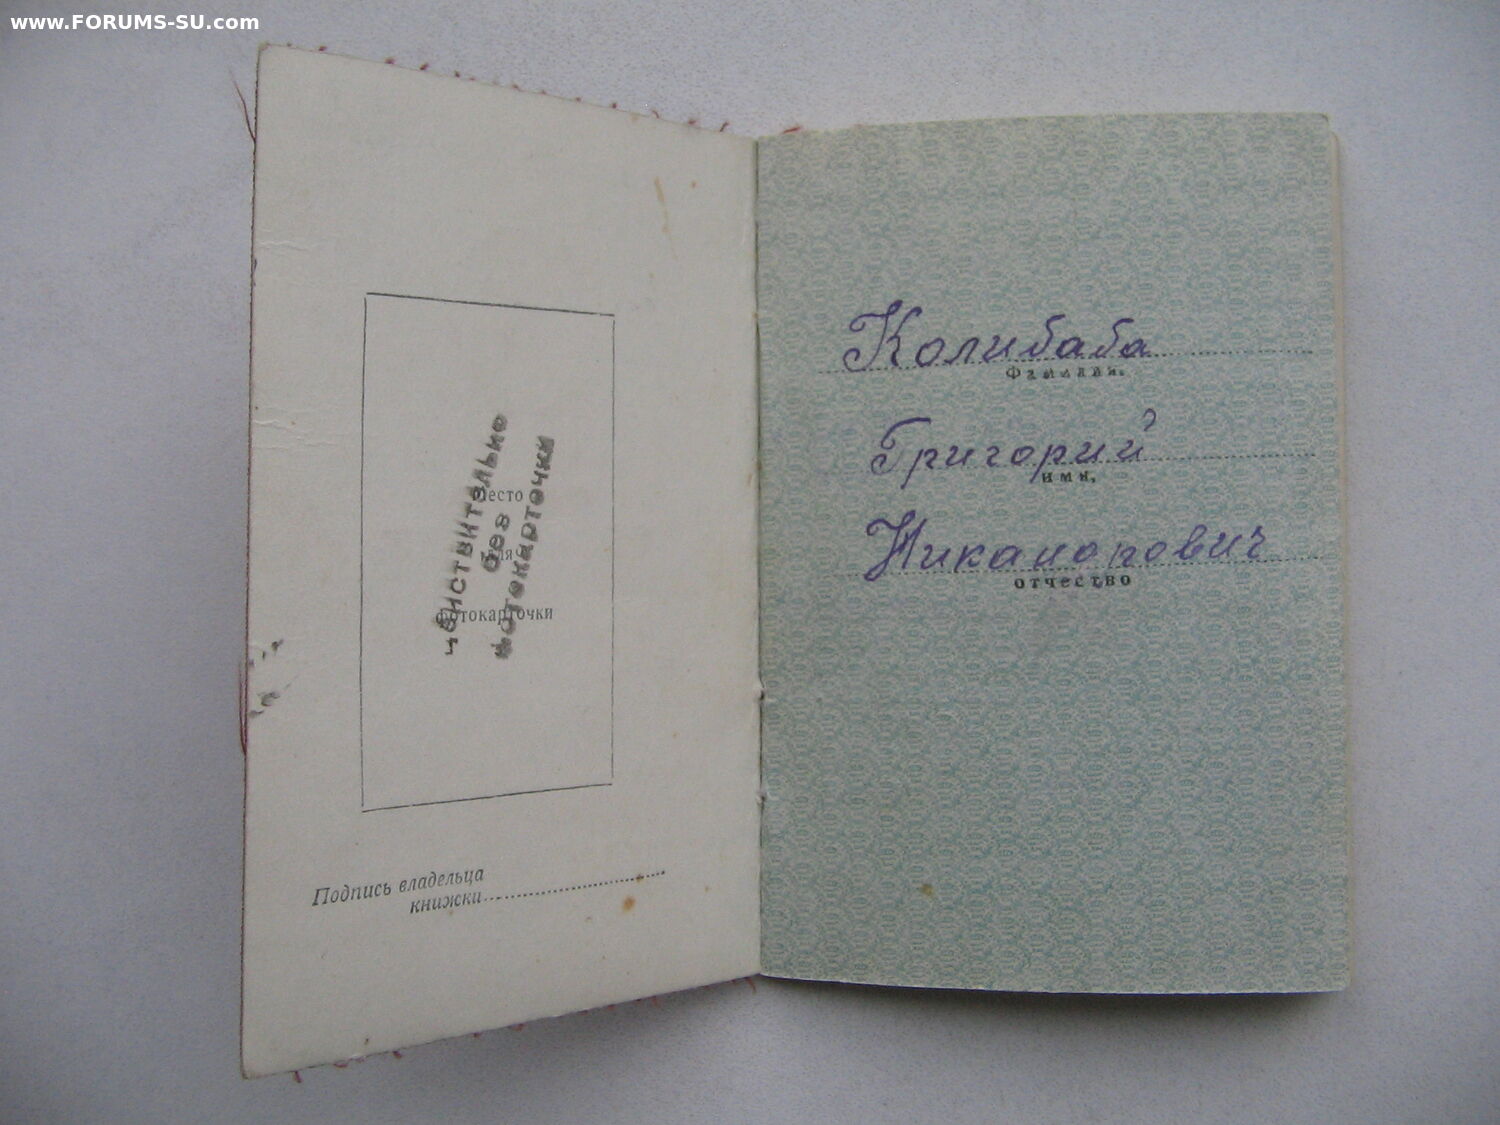 www.FORUMS-SU.com
Место
для
фотокарточки
действительно
без
фотокарточки
Подпись владельца
книжки
Колибаба
Фамилия,
Григорий
имя,
Никанорович
отчество